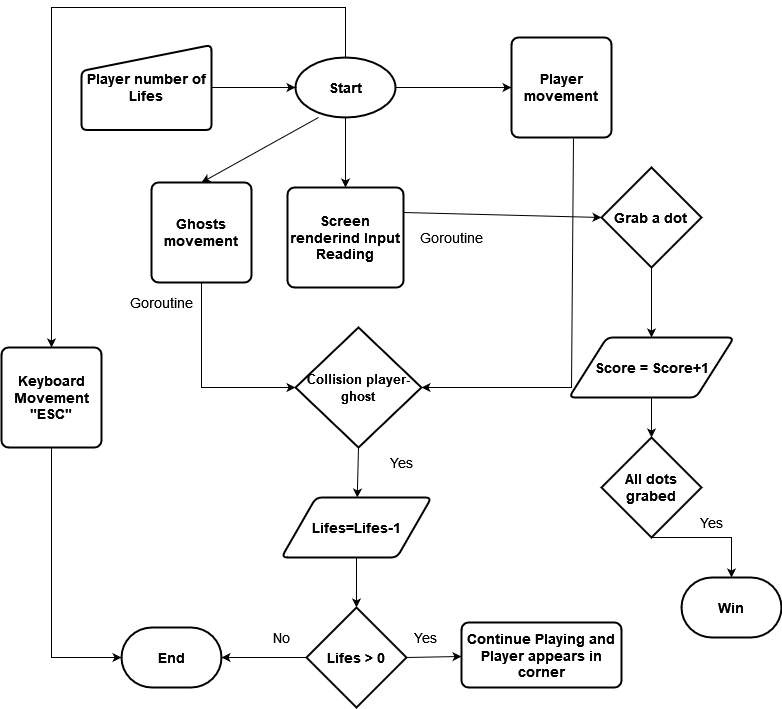 Player number of
Lifes
Start
Player
movement
Ghosts
movement
Screen
renderind Input
Reading
Goroutine
Grab a dot
Goroutine
Keyboard
Movement
"ESC"
Collision player-
ghost
Score = Score+1
Yes
All dots
grabed
Lifes=Lifes-1
Yes
Win
No
Yes
End
Lifes > 0
Continue Playing and
Player appears in
corner